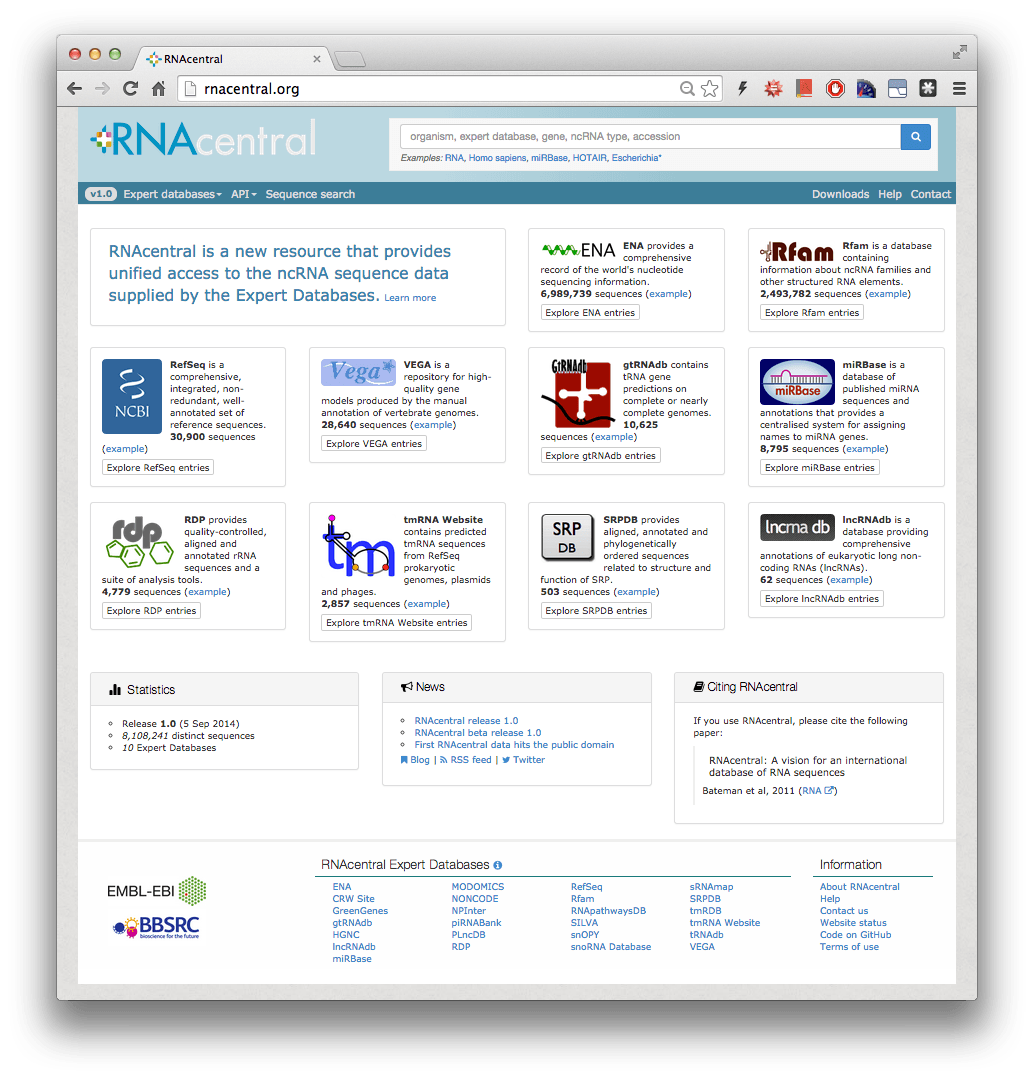 RNAcentral
rnacentral.org
RNAcentral
organism, expert database, gene, ncRNA type, accession
Examples: RNA, Homo sapiens, miRBase, HOTAIR, Escherichia*
v1.0 Expert databases API Sequence search Downloads Help Contact
RNAcentral is a new resource that provides
unified access to the ncRNA sequence data
supplied by the Expert Databases. Learn more
ENA
ENA provides a
comprehensive
record of the world's nucleotide
sequencing information.
6,989,739 sequences (example)
Explore ENA entries
Rfam
Rfam is a database
containing
information about ncRNA families and
other structured RNA elements.
2,493,782 sequences (example)
Explore Rfam entries
NCBI
RefSeq is a
comprehensive,
integrated, non-
redundant, well-
annotated set of
reference sequences.
30,900 sequences
(example)
Explore RefSeq entries
Vega
VEGA is a
repository for high-
quality gene
models produced by the manual
annotation of vertebrate genomes.
28,640 sequences (example)
Explore VEGA entries
GtRNAdb
gtRNAdb contains
tRNA gene
predictions on
complete or nearly
complete genomes.
10,625
sequences (example)
Explore gtRNAdb entries
miRBase
miRBase is a
database of
published miRNA
sequences and
annotations that provides a
centralised system for assigning
names to miRNA genes.
8,795 sequences (example)
Explore miRBase entries
rdp
RDP provides
quality-controlled,
aligned and
annotated rRNA
sequences and a
suite of analysis tools.
4,779 sequences (example)
Explore RDP entries
tm
tmRNA Website
contains predicted
tmRNA sequences
from RefSeq
prokaryotic
genomes, plasmids
and phages.
2,857 sequences (example)
Explore tmRNA Website entries
SRP
DB
SRPDB provides
aligned, annotated and
phylogenetically
ordered sequences
related to structure and
function of SRP.
503 sequences (example)
Explore SRPDB entries
lncrna db
lncRNAdb is a
database providing
comprehensive
annotations of eukaryotic long non-
coding RNAs (lncRNAs).
62 sequences (example)
Explore lncRNAdb entries
Statistics
Release 1.0 (5 Sep 2014)
8,108,241 distinct sequences
10 Expert Databases
News
RNAcentral release 1.0
RNAcentral beta release 1.0
First RNAcentral data hits the public domain
Blog | RSS feed | Twitter
Citing RNAcentral
If you use RNAcentral, please cite the following
paper:
RNAcentral: A vision for an international
database of RNA sequences
Bateman et al, 2011 (RNA)
EMBL-EBI
BBSRC
bioscience for the future
RNAcentral Expert Databases
ENA
CRW Site
GreenGenes
gtRNAdb
HGNC
lncRNAdb
miRBase
MODOMICS
NONCODE
NPInter
piRNABank
PLncDB
RDP
RefSeq
Rfam
RNApathwaysDB
SILVA
snOPY
snoRNA Database
sRNAmap
SRPDB
tmRDB
tmRNA Website
tRNAdb
VEGA
Information
About RNAcentral
Help
Contact us
Website status
Code on GitHub
Terms of use